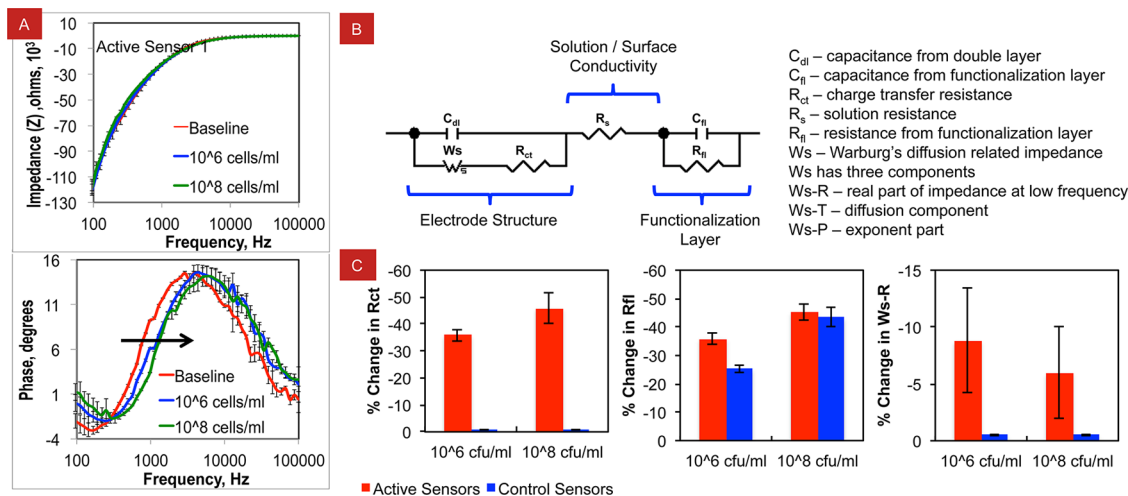 A
Active Sensor 1
Impedance (Z) ,ohms, 10³
10
-10
-30
-50
-70
-90
-110
-130
Baseline
10^6 cells/ml
10^8 cells/ml
100 1000 10000 100000
Frequency, Hz
Phase, degrees
16
11
6
1
-4
Baseline
10^6 cells/ml
10^8 cells/ml
100 1000 10000 100000
Frequency, Hz
B
Solution / Surface
Conductivity
Cdl
Ws
Ws
Rct
Rs
Cfl
Rfl
Electrode Structure
Functionalization
Layer
Cdl – capacitance from double layer
Cfl – capacitance from functionalization layer
Rct – charge transfer resistance
Rs – solution resistance
Rfl – resistance from functionalization layer
Ws – Warburg's diffusion related impedance
Ws has three components
Ws-R – real part of impedance at low frequency
Ws-T – diffusion component
Ws-P – exponent part
C
% Change in Rct
-60
-50
-40
-30
-20
-10
0
10^6 cfu/ml 10^8 cfu/ml
% Change in Rfl
-60
-50
-40
-30
-20
-10
0
10^6 cfu/ml 10^8 cfu/ml
% Change in Ws-R
-15
-10
-5
0
10^6 cfu/ml 10^8 cfu/ml
Active Sensors Control Sensors